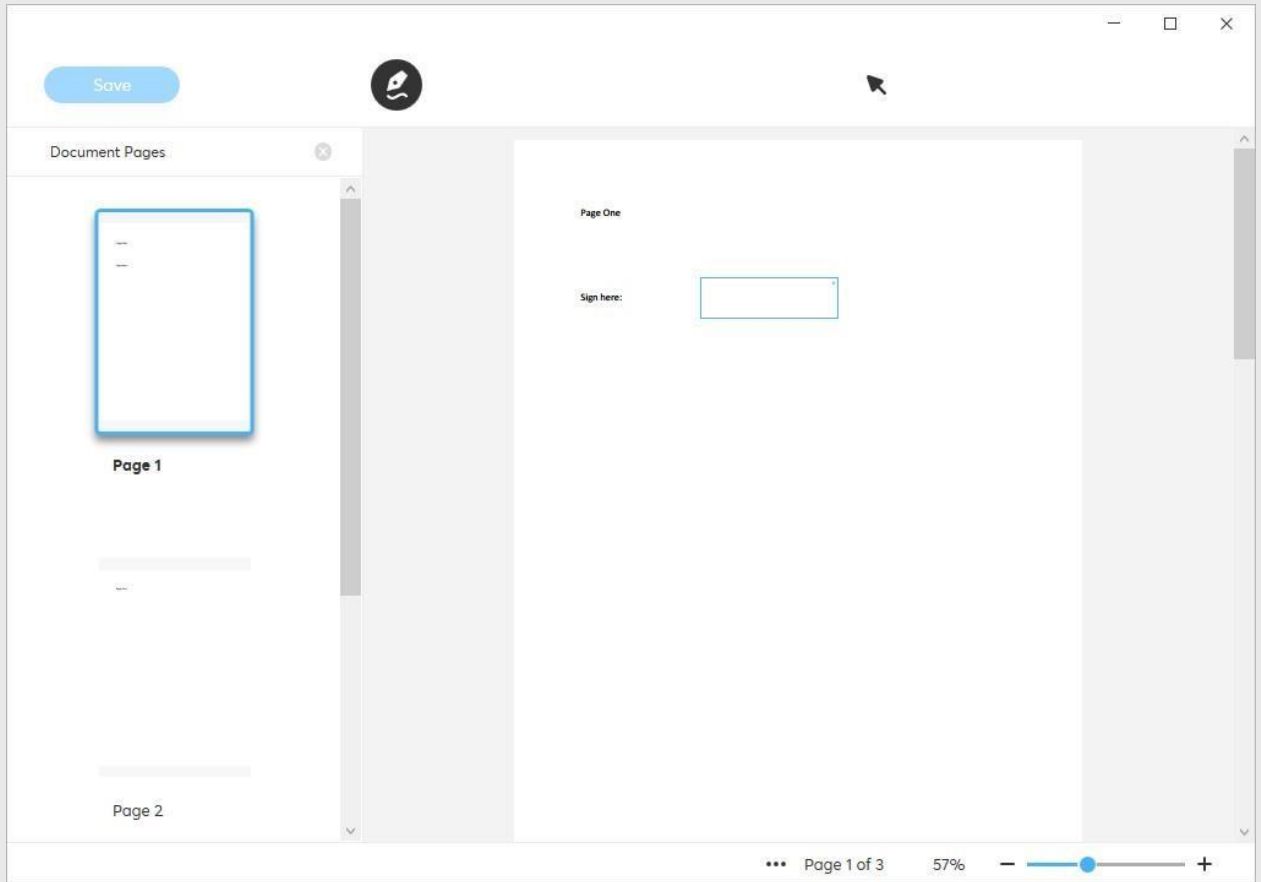 Save
Document Pages
Page 1
Page 2
Page One
Sign here:
Page 1 of 3
57%